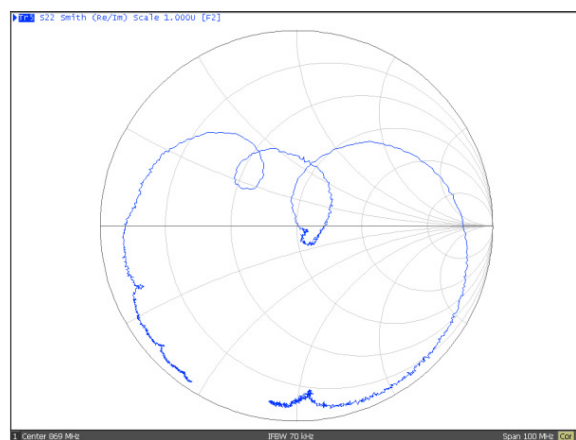 Tr5 S22 Smith (Re/Im) Scale 1.000U [F2]
1 Center 869 MHz IFBW 70 kHz Span 100 MHz Cor